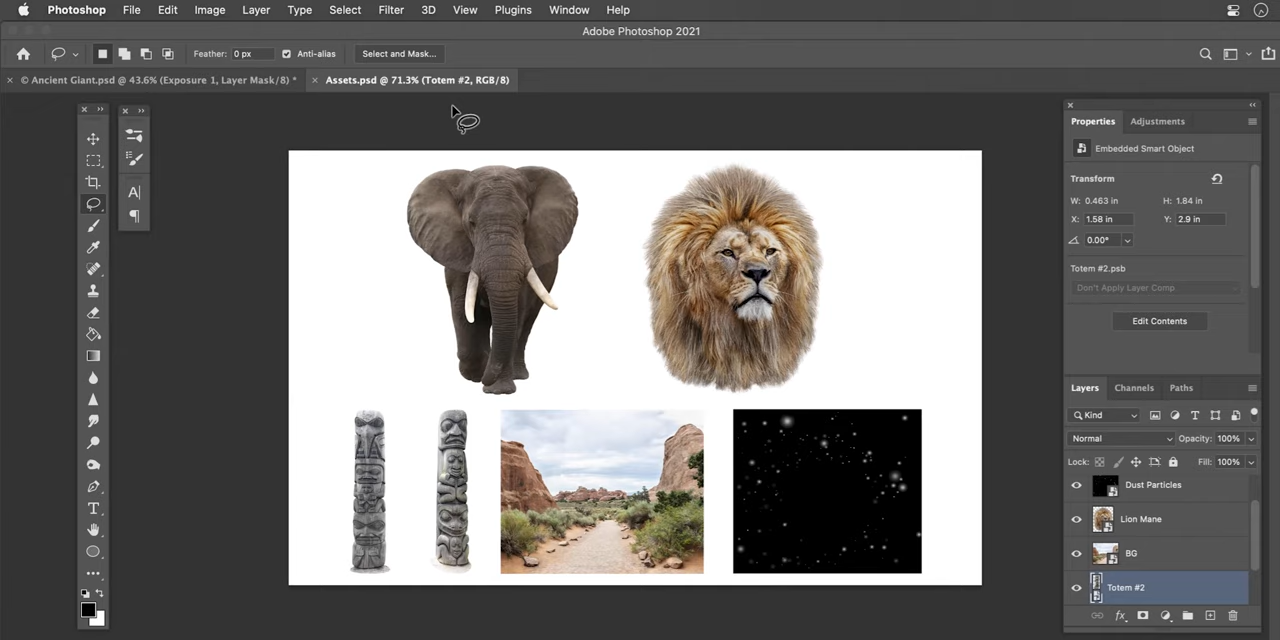 Photoshop File Edit Image Layer Type Select Filter 3D View Plugins Window Help
Adobe Photoshop 2021
Feather: 0 px Anti-alias Select and Mask...
× © Ancient Giant.psd @ 43.6% (Exposure 1, Layer Mask/8) * × Assets.psd @ 71.3% (Totem #2, RGB/8)
Properties Adjustments
Embedded Smart Object
Transform
W: 0.463 in H: 1.84 in
X: 1.58 in Y: 2.9 in
0.00°
Totem #2.psb
Don't Apply Layer Comp
Edit Contents
Layers Channels Paths
Kind
Normal Opacity: 100%
Lock: Fill: 100%
Dust Particles
Lion Mane
BG
Totem #2